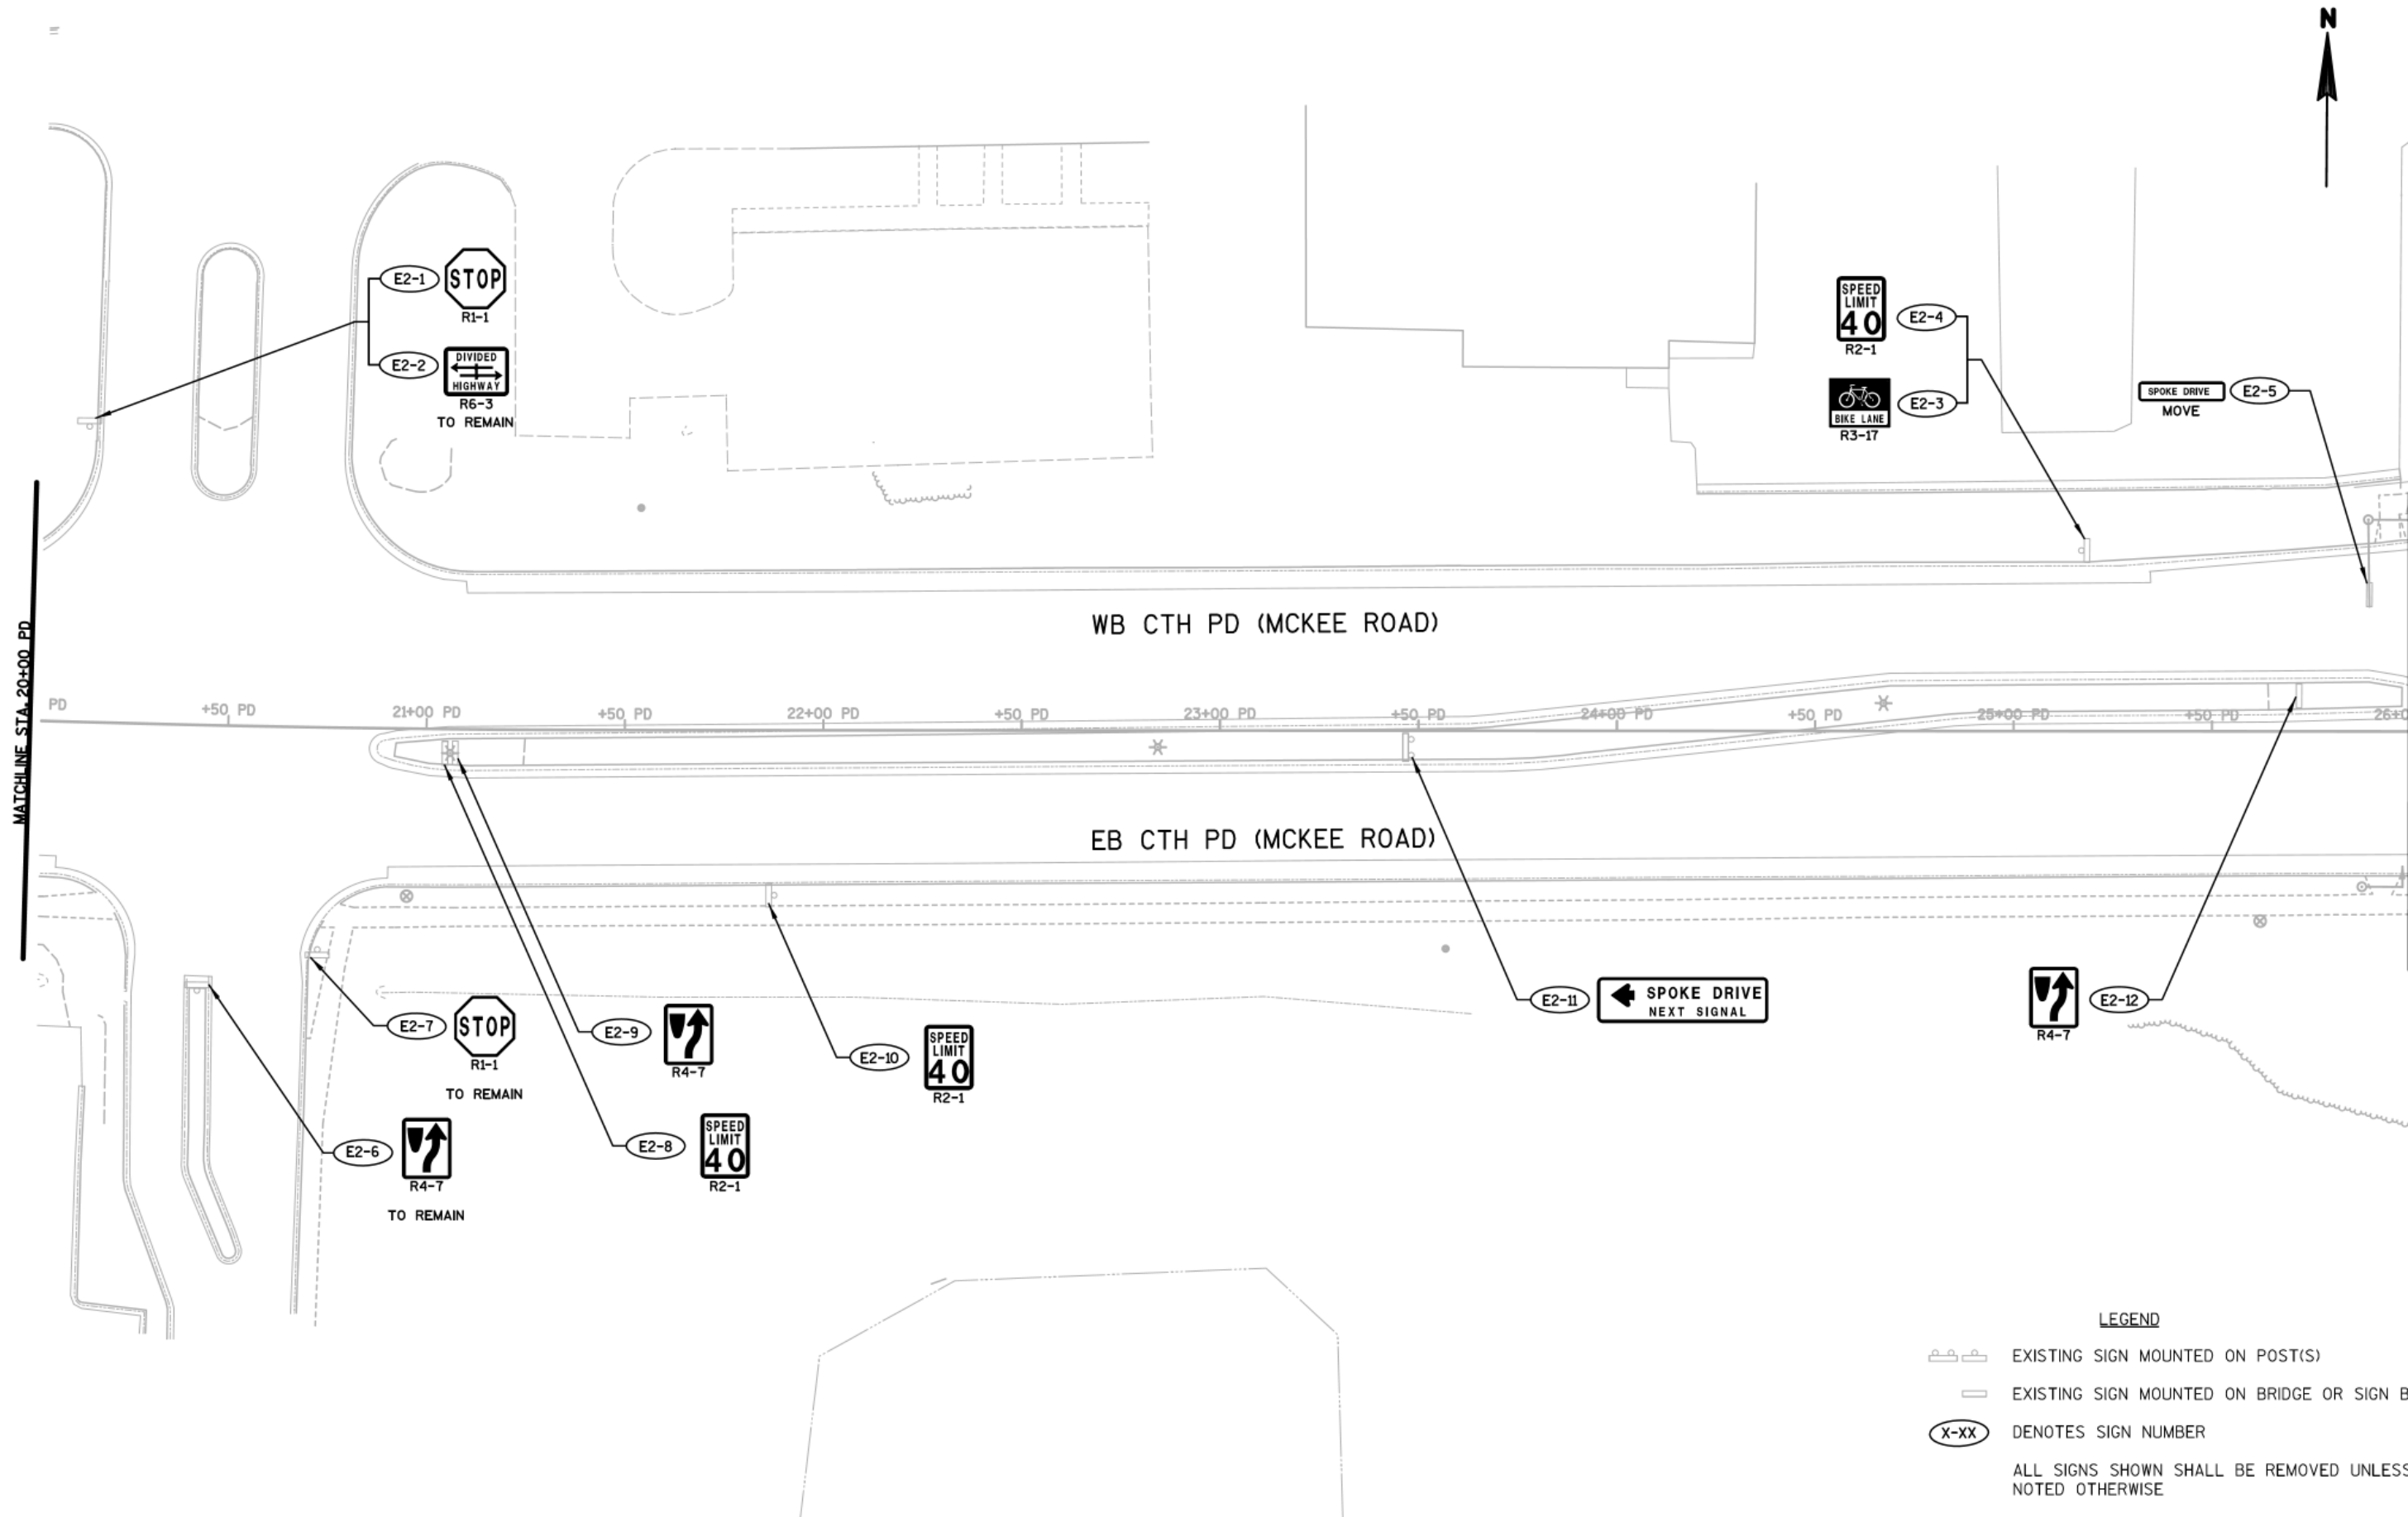 N
E2-1
STOP
R1-1
E2-2
DIVIDED
HIGHWAY
R6-3
TO REMAIN
SPEED
LIMIT
40
R2-1
E2-4
BIKE LANE
R3-17
E2-3
SPOKE DRIVE
MOVE
E2-5
MATCHLINE STA. 20+00 PD
WB CTH PD (MCKEE ROAD)
PD
+50 PD
21+00 PD
+50 PD
22+00 PD
+50 PD
23+00 PD
+50 PD
24+00 PD
+50 PD
25+00 PD
+50 PD
26+0
EB CTH PD (MCKEE ROAD)
E2-7
STOP
R1-1
TO REMAIN
E2-6
R4-7
TO REMAIN
E2-9
R4-7
E2-8
SPEED
LIMIT
40
R2-1
E2-10
SPEED
LIMIT
40
R2-1
E2-11
SPOKE DRIVE
NEXT SIGNAL
R4-7
E2-12
LEGEND
EXISTING SIGN MOUNTED ON POST(S)
EXISTING SIGN MOUNTED ON BRIDGE OR SIGN B
X-XX
DENOTES SIGN NUMBER
ALL SIGNS SHOWN SHALL BE REMOVED UNLESS
NOTED OTHERWISE